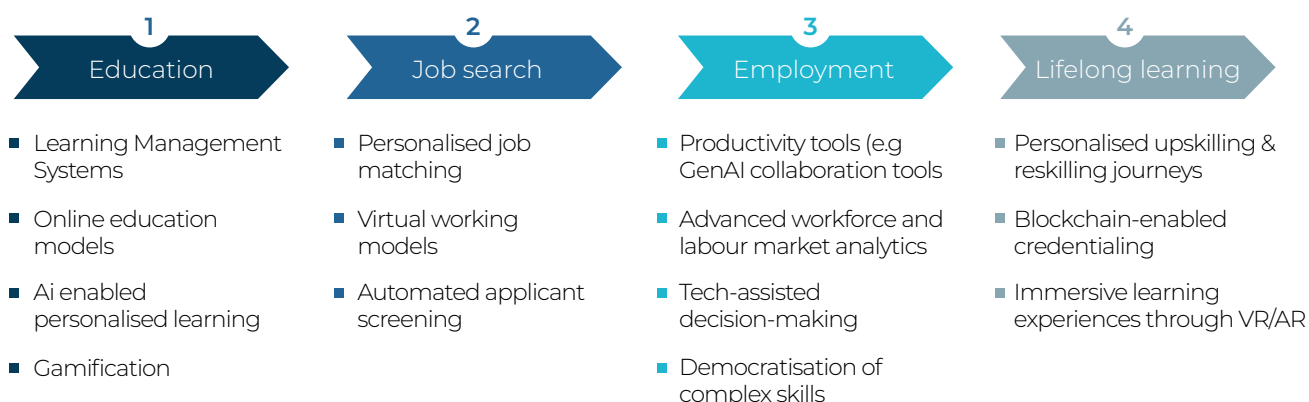 1
Education
Learning Management
Systems
Online education
models
Ai enabled
personalised learning
Gamification
2
Job search
Personalised job
matching
Virtual working
models
Automated applicant
screening
3
Employment
Productivity tools (e.g
GenAI collaboration tools
Advanced workforce and
labour market analytics
Tech-assisted
decision-making
Democratisation of
complex skills
4
Lifelong learning
Personalised upskilling &
reskilling journeys
Blockchain-enabled
credentialing
Immersive learning
experiences through VR/AR